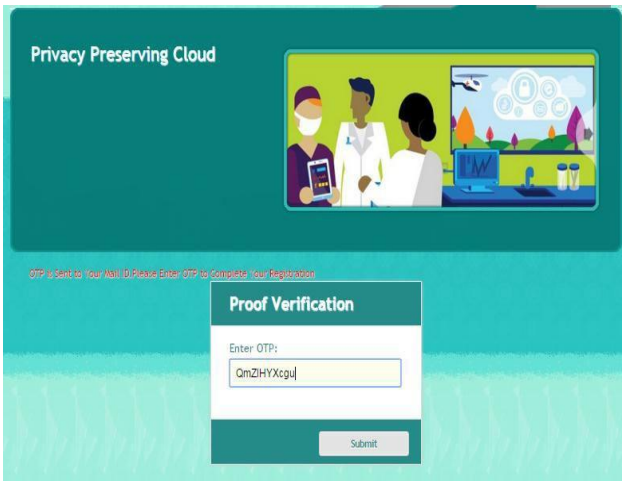 Privacy Preserving Cloud
OTP is Sent to Your Mail ID.Please Enter OTP to Complete Your Registration
Proof Verification
Enter OTP:
QmZlHYXcgu
Submit